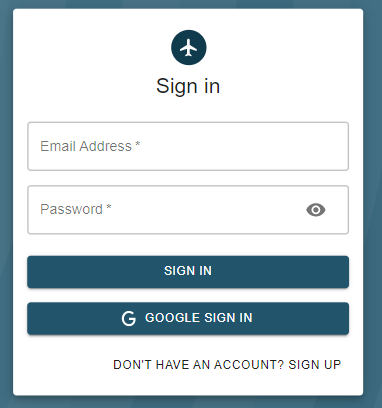 Sign in
Email Address *
Password *
SIGN IN
GOOGLE SIGN IN
DON'T HAVE AN ACCOUNT? SIGN UP